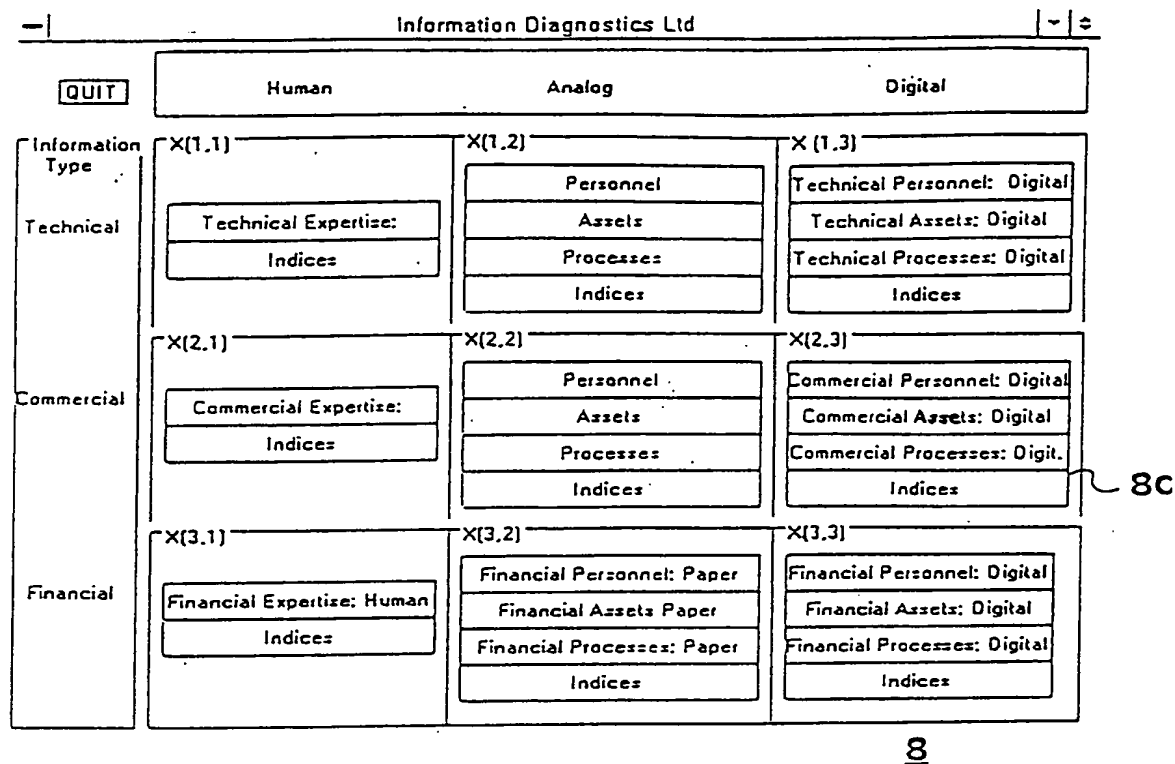 Information Diagnostics Ltd
QUIT
Human Analog Digital
Information
Type
Technical
Commercial
Financial
X(1,1)
Technical Expertise:
Indices
X(1,2)
Personnel
Assets
Processes
Indices
X (1,3)
Technical Personnel: Digital
Technical Assets: Digital
Technical Processes: Digital
Indices
X(2,1)
Commercial Expertise:
Indices
X(2,2)
Personnel
Assets
Processes
Indices
X(2,3)
Commercial Personnel: Digital
Commercial Assets: Digital
Commercial Processes: Digit.
Indices
8C
X(3,1)
Financial Expertise: Human
Indices
X(3,2)
Financial Personnel: Paper
Financial Assets Paper
Financial Processes: Paper
Indices
X(3,3)
Financial Personnel: Digital
Financial Assets: Digital
Financial Processes: Digital
Indices
8